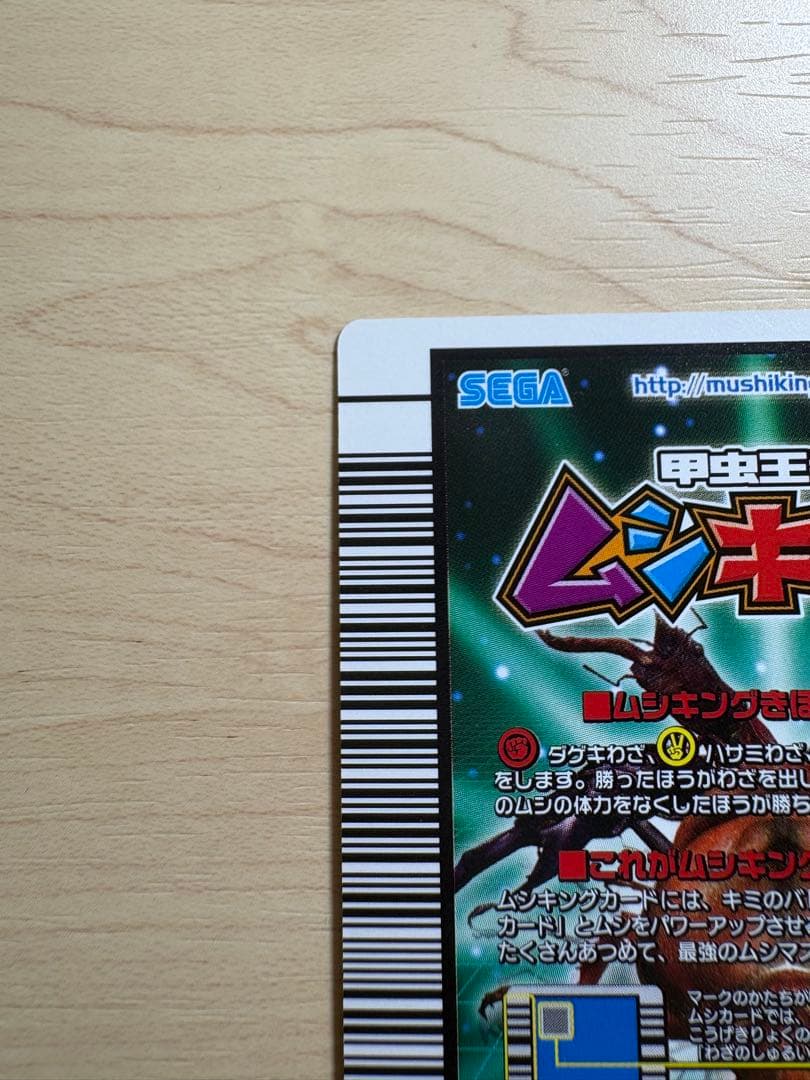 SEGA®
http://mushikin
甲虫王
ムシキ
■ムシキングきほ
ダゲキわざ、 ハサミわざ、
をします。勝ったほうがわざを出し
のムシの体力をなくしたほうが勝ち
■これがムシキング
ムシキングカードには、キミのバ
カード」とムシをパワーアップさせ
たくさんあつめて、最強のムシマス
マークのかたちが
ムシカードでは、
こうげきりょくの
「わざのしゅるい